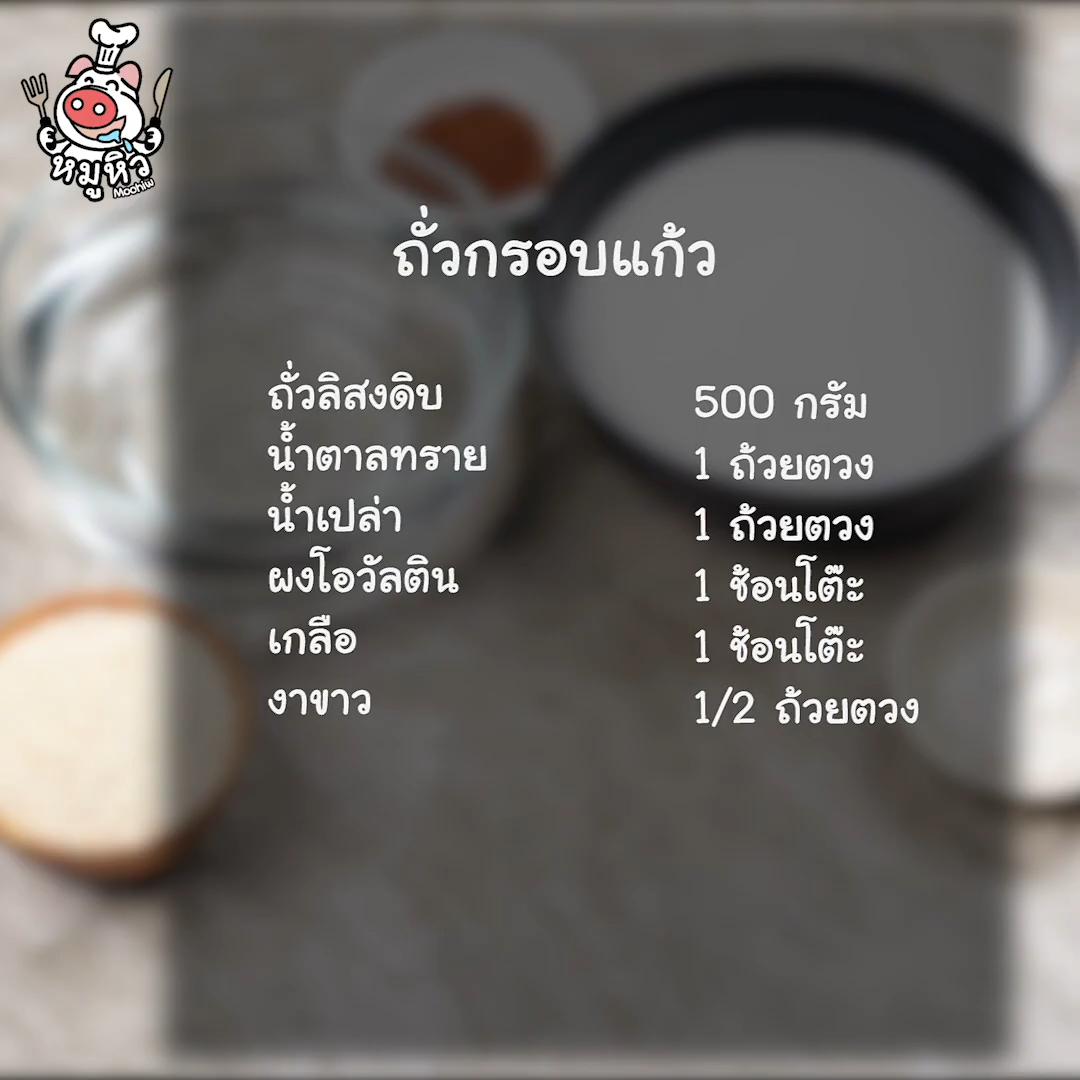 หมูหิว
Moohiw
ถั่วกรอบแก้ว
ถั่วลิสงดิบ 500 กรัม
น้ำตาลทราย 1 ถ้วยตวง
น้ำเปล่า 1 ถ้วยตวง
ผงโอวัลติน 1 ช้อนโต๊ะ
เกลือ 1 ช้อนโต๊ะ
งาขาว 1/2 ถ้วยตวง